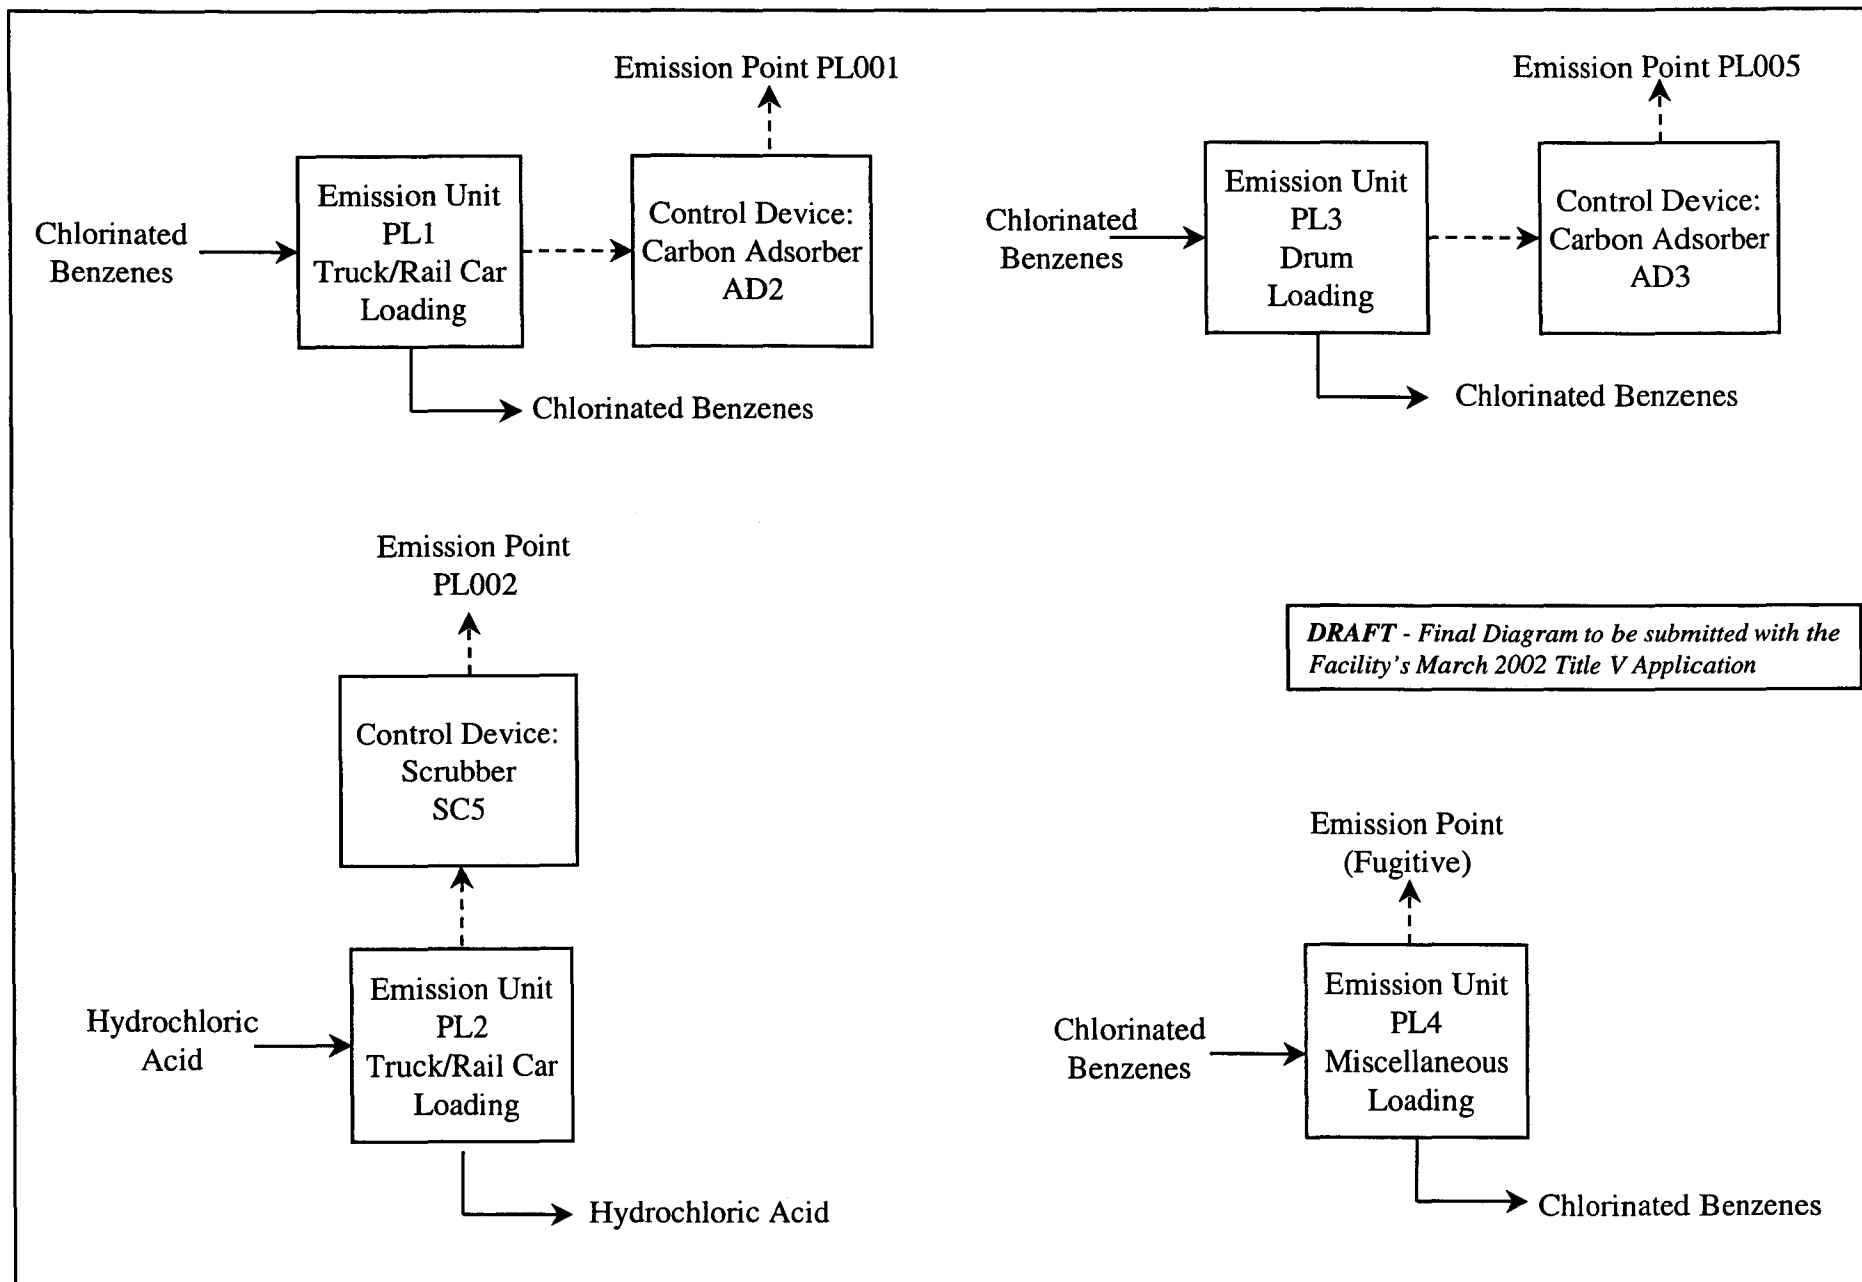 Emission Point PL001
Emission Unit
PL1
Truck/Rail Car
Loading
Control Device:
Carbon Adsorber
AD2
Chlorinated
Benzenes
Chlorinated Benzenes
Emission Point PL005
Emission Unit
PL3
Drum
Loading
Control Device:
Carbon Adsorber
AD3
Chlorinated
Benzenes
Chlorinated Benzenes
Emission Point
PL002
Control Device:
Scrubber
SC5
Emission Unit
PL2
Truck/Rail Car
Loading
Hydrochloric
Acid
Hydrochloric Acid
DRAFT - Final Diagram to be submitted with the
Facility's March 2002 Title V Application
Emission Point
(Fugitive)
Emission Unit
PL4
Miscellaneous
Loading
Chlorinated
Benzenes
Chlorinated Benzenes